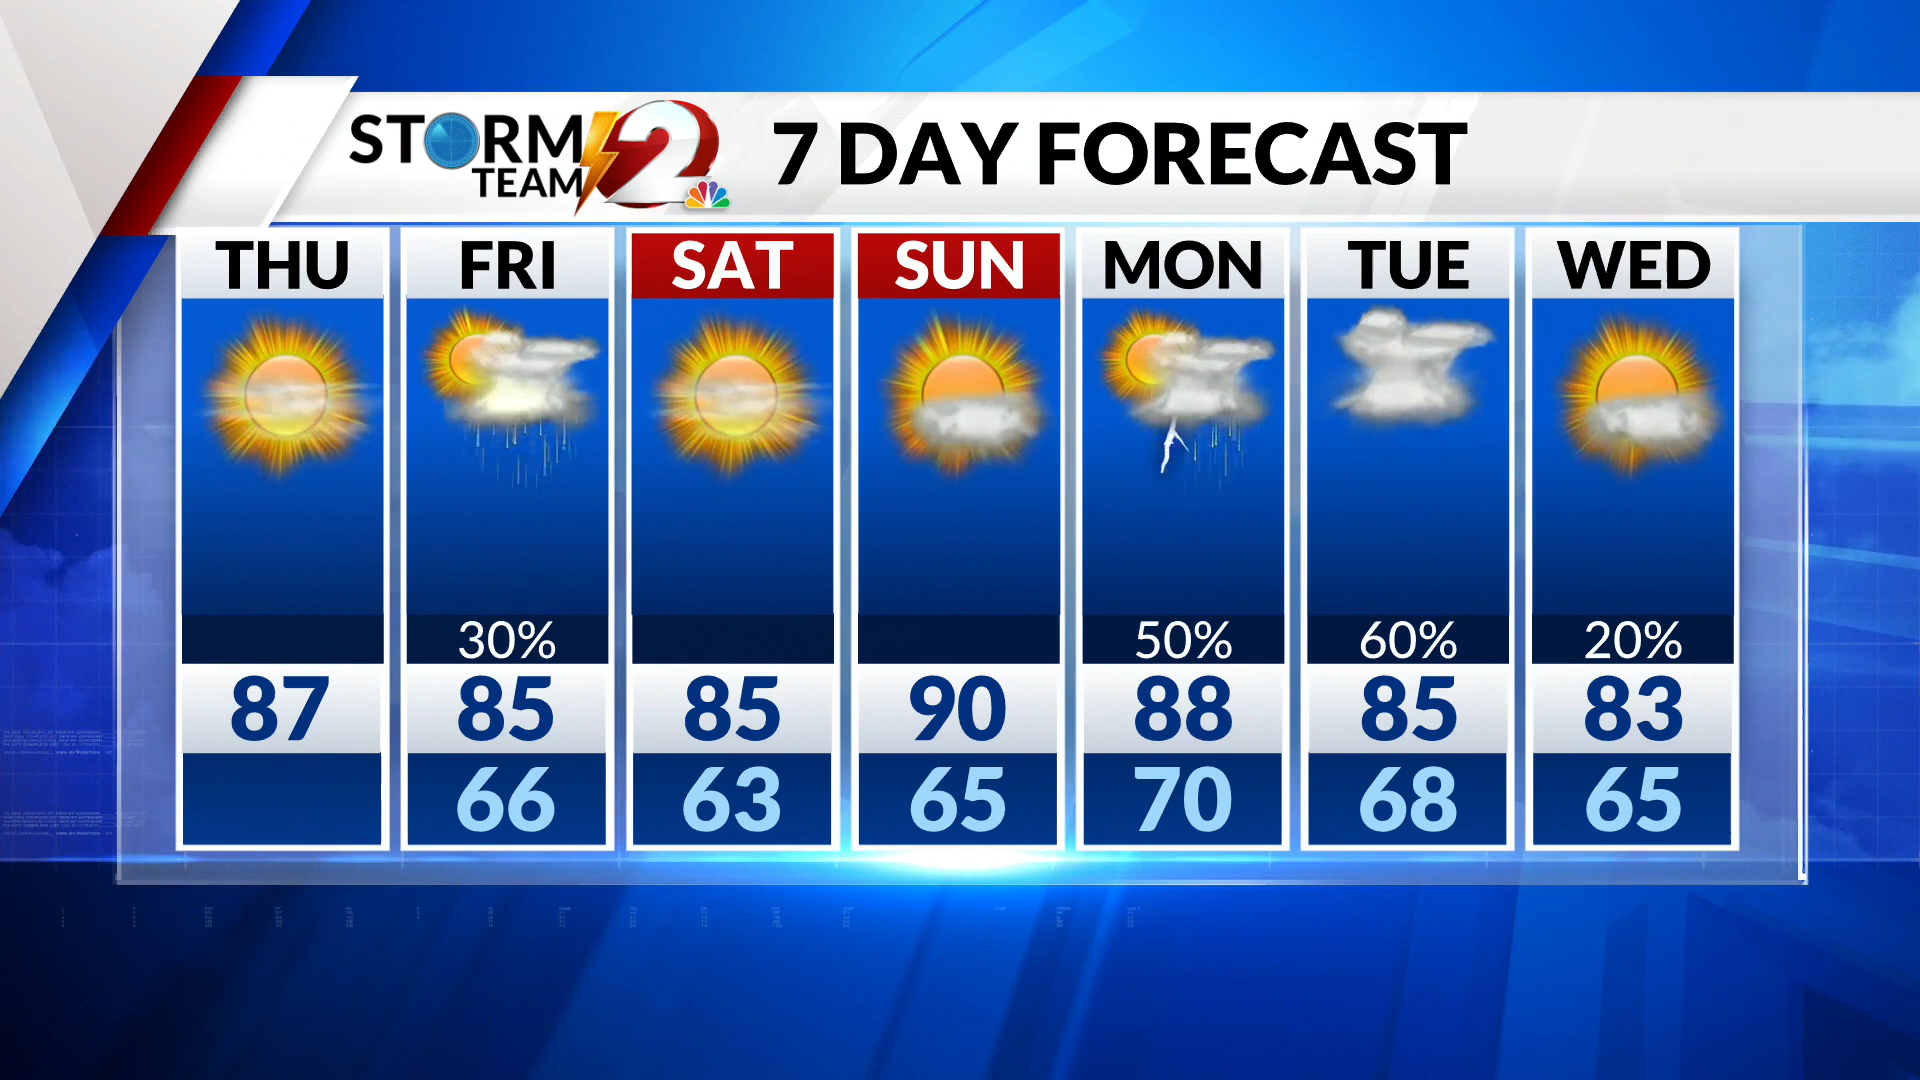 STORM
TEAM
2
7 DAY FORECAST
THU FRI SAT SUN MON TUE WED
30% 50% 60% 20%
87 85 85 90 88 85 83
66 63 65 70 68 65